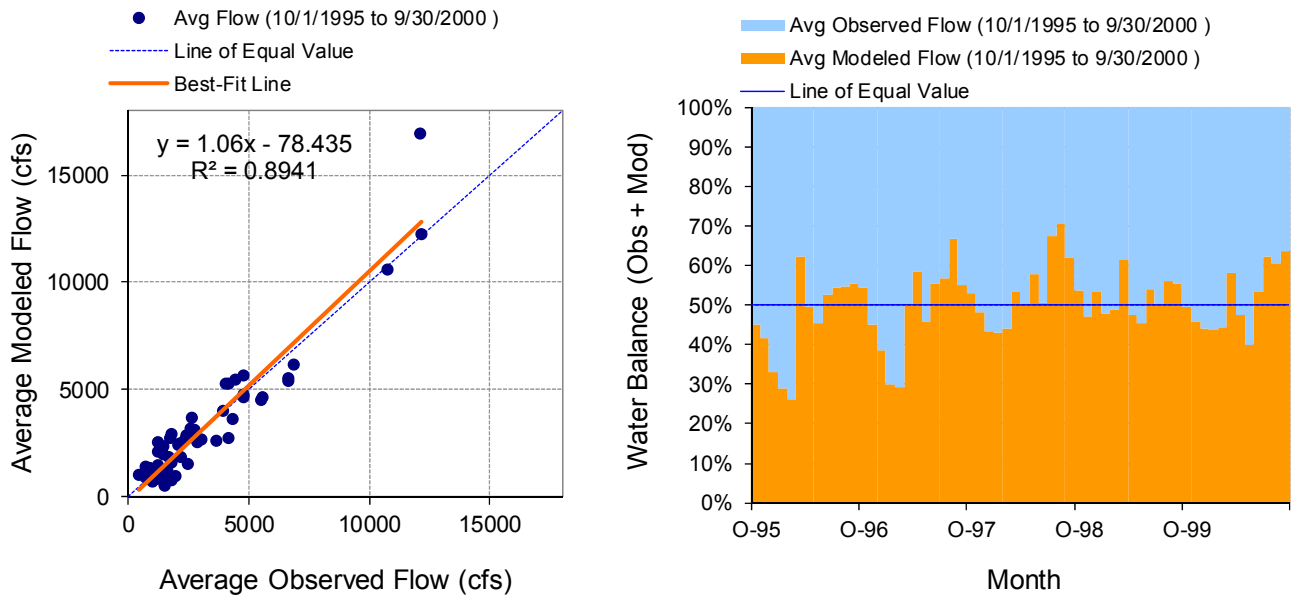 Avg Flow (10/1/1995 to 9/30/2000 )
Line of Equal Value
Best-Fit Line
Average Modeled Flow (cfs)
y = 1.06x - 78.435
R² = 0.8941
15000
10000
5000
0
0 5000 10000 15000
Average Observed Flow (cfs)
Avg Observed Flow (10/1/1995 to 9/30/2000 )
Avg Modeled Flow (10/1/1995 to 9/30/2000 )
Line of Equal Value
Water Balance (Obs + Mod)
100%
90%
80%
70%
60%
50%
40%
30%
20%
10%
0%
O-95 O-96 O-97 O-98 O-99
Month